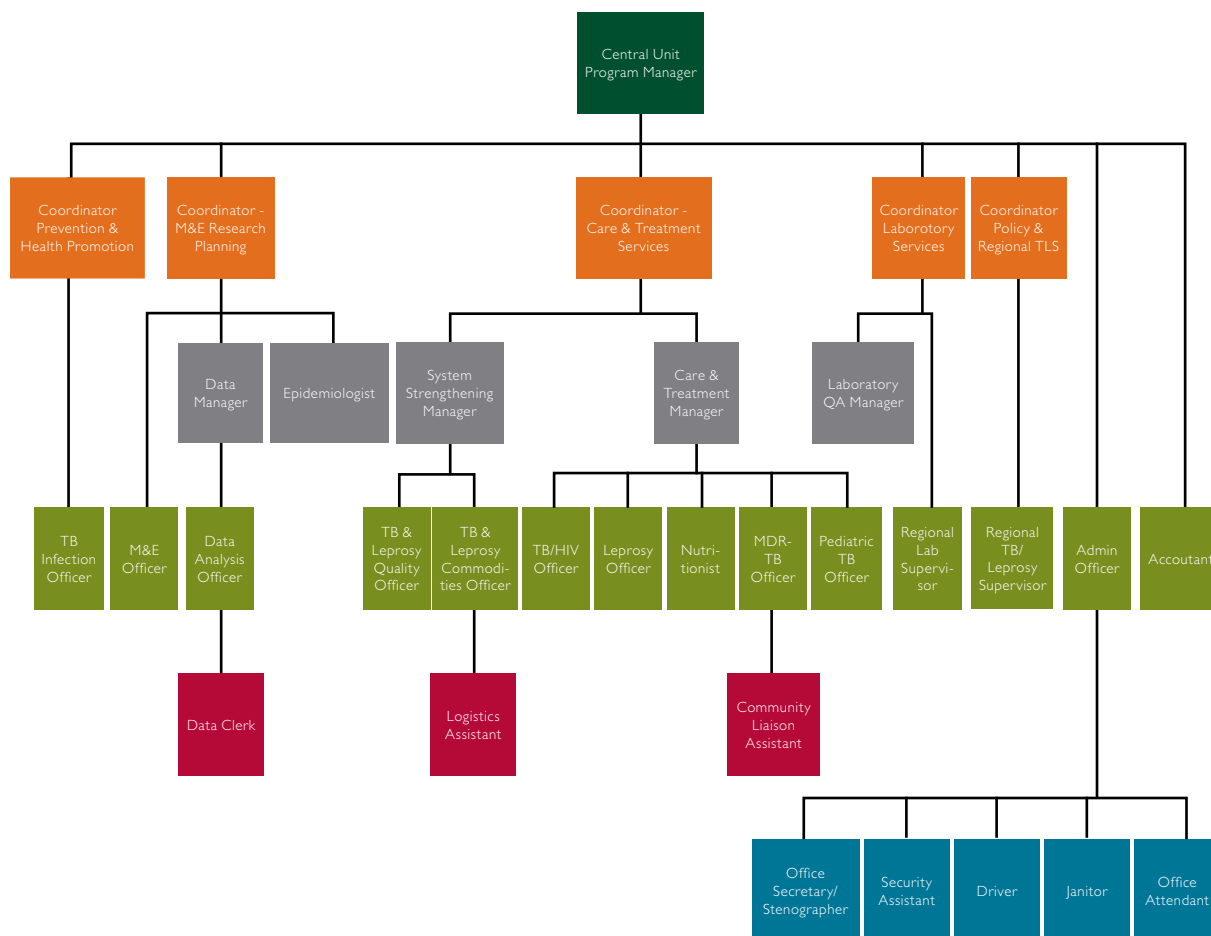 Central Unit
Program Manager
Coordinator
Prevention &
Health Promotion
Coordinator -
M&E Research
Planning
Coordinator -
Care & Treatment
Services
Coordinator
Laborotory
Services
Coordinator
Policy &
Regional TLS
Data
Manager
Epidemiologist
System
Strengthening
Manager
Care &
Treatment
Manager
Laboratory
QA Manager
TB
Infection
Officer
M&E
Officer
Data
Analysis
Officer
TB &
Leprosy
Quality
Officer
TB &
Leprosy
Commodi-
ties Officer
TB/HIV
Officer
Leprosy
Officer
Nutri-
tionist
MDR-
TB
Officer
Pediatric
TB
Officer
Regional
Lab
Supervi-
sor
Regional
TB/
Leprosy
Supervisor
Admin
Officer
Accoutant
Data Clerk
Logistics
Assistant
Community
Liaison
Assistant
Office
Secretary/
Stenographer
Security
Assistant
Driver
Janitor
Office
Attendant